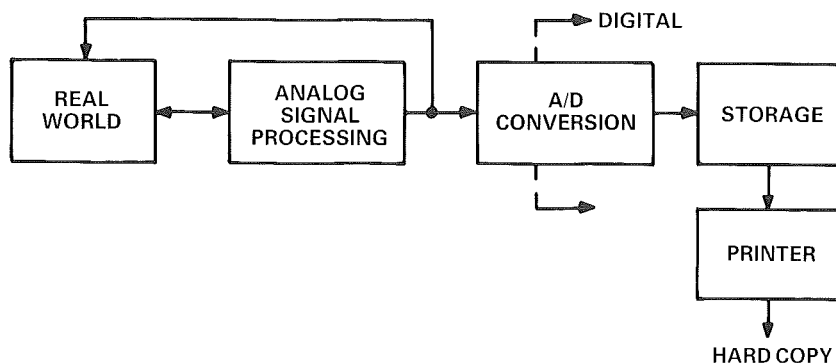 DIGITAL
REAL
WORLD
ANALOG
SIGNAL
PROCESSING
A/D
CONVERSION
STORAGE
PRINTER
HARD COPY